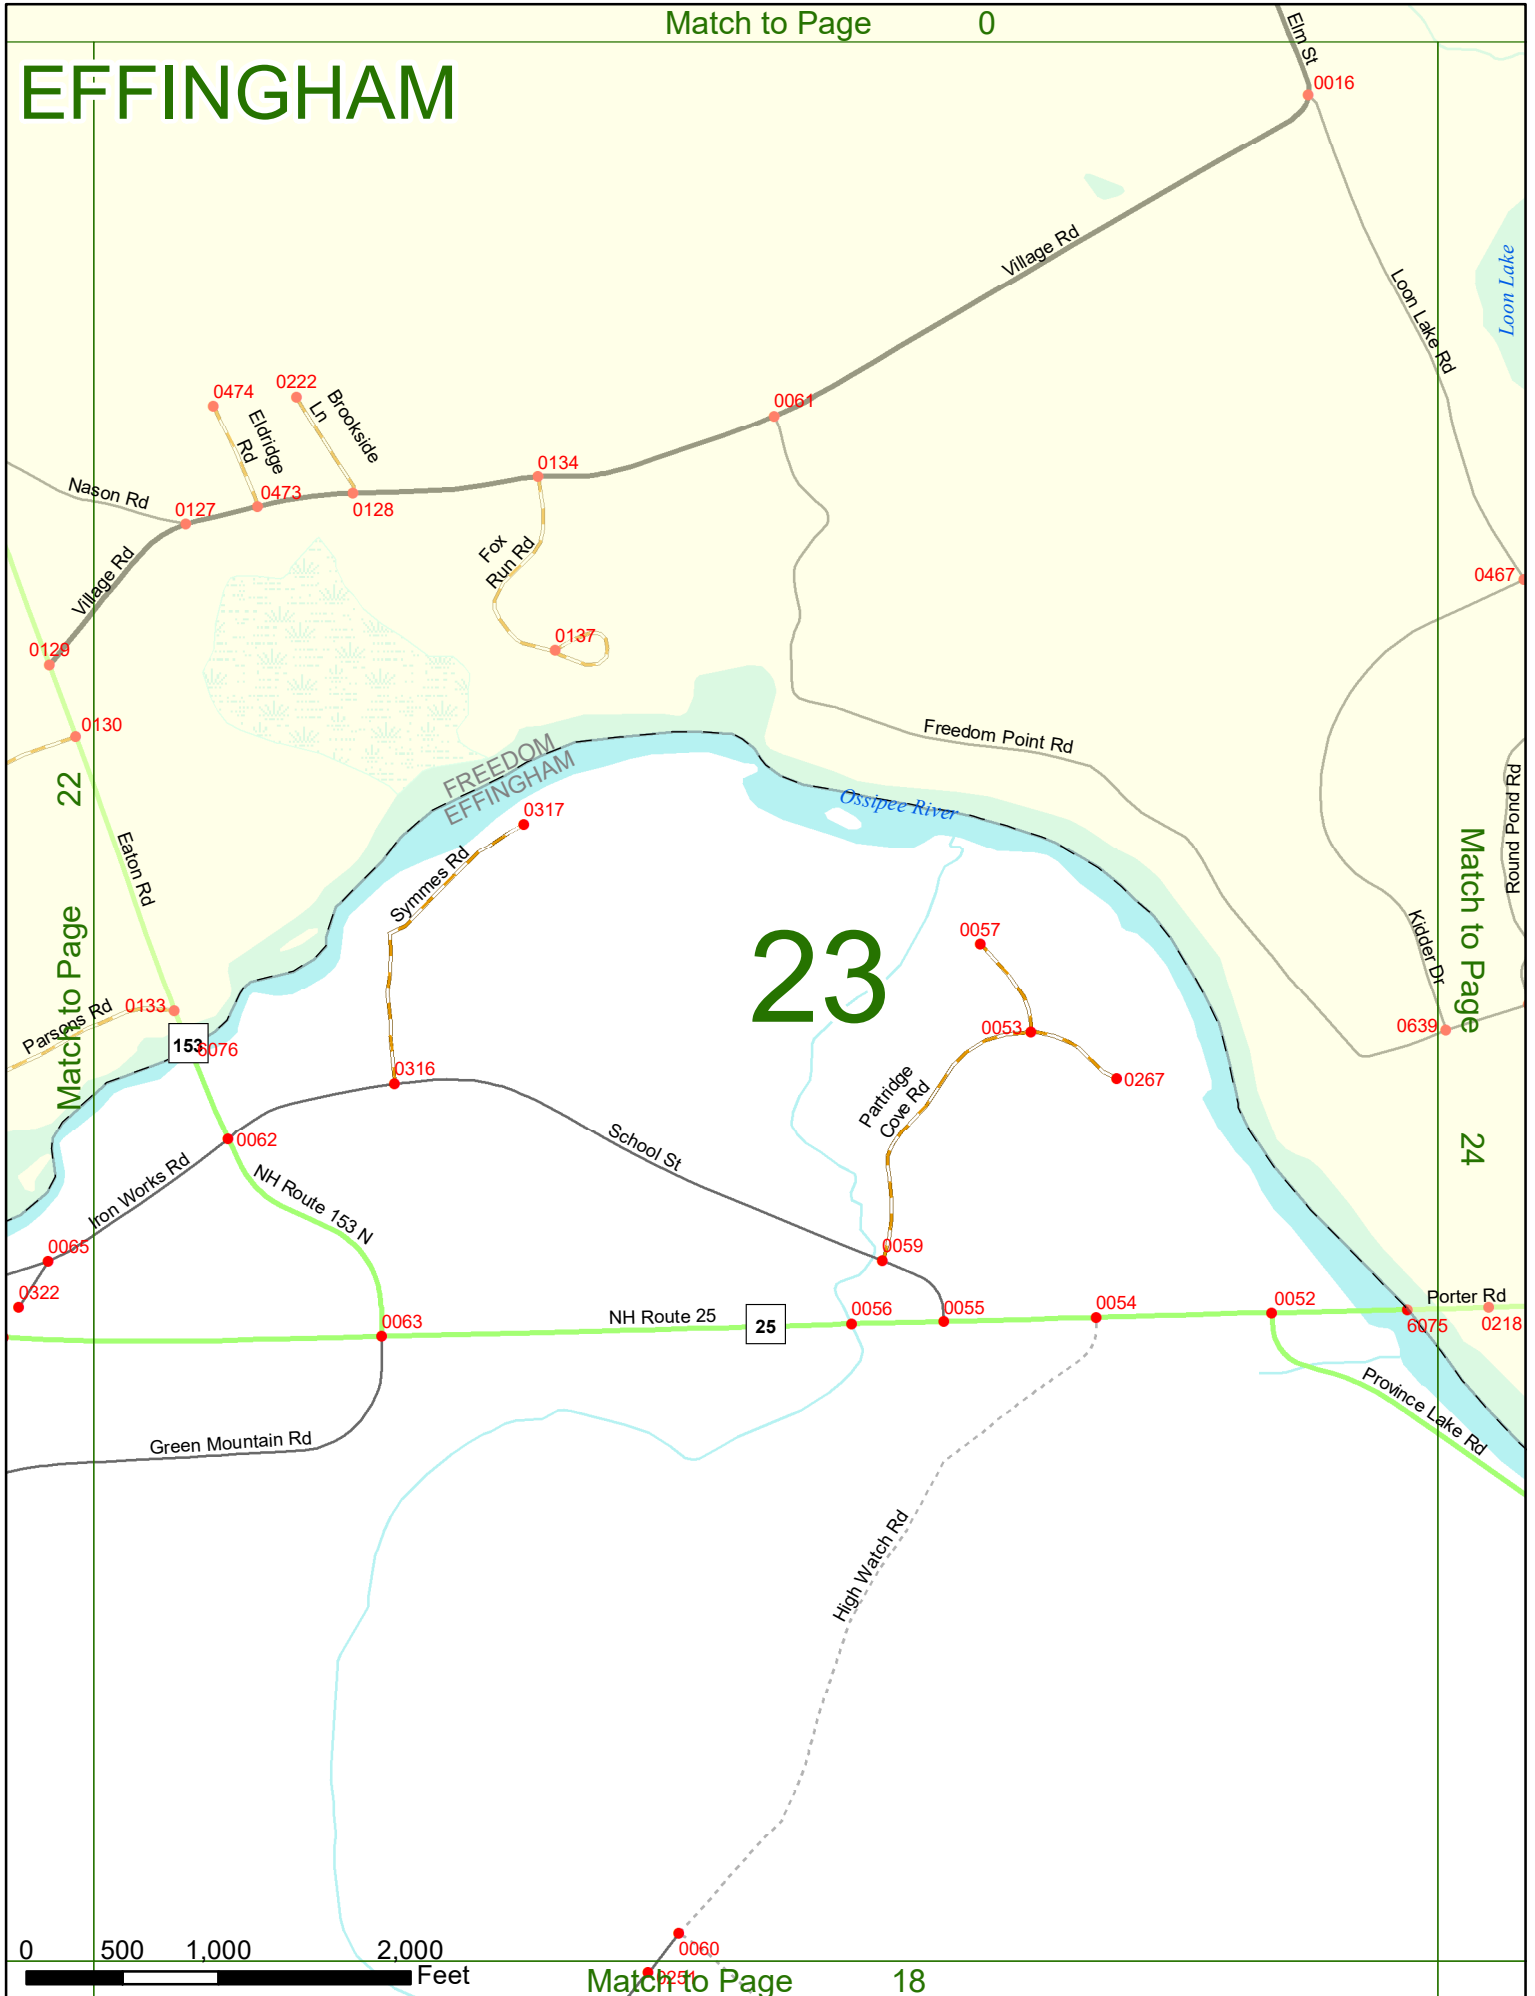 Match to Page 0
EFFINGHAM
Elm St
0016
Village Rd
Loon Lake Rd
Loon Lake
0474
0222
Eldridge
Rd
Brookside
Ln
0061
0134
Nason Rd
0473
0127
0128
Fox
Run Rd
Village Rd
0467
0137
0129
0130
Freedom Point Rd
FREEDOM
EFFINGHAM
22
Match to Page
Ossipee River
0317
Round Pond Rd
Eaton Rd
Symmes Rd
Match to Page
24
23
0057
Kidder Dr
0133
Parsons Rd
0053
0639
153
6076
0316
0267
Partridge
Cove Rd
0062
School St
Iron Works Rd
NH Route 153 N
0065
0059
0322
0063
NH Route 25
25
0056
0055
0054
0052
Porter Rd
6075
0218
Province Lake Rd
Green Mountain Rd
High Watch Rd
0060
0251
0 500 1,000 2,000
Feet
Match to Page 18